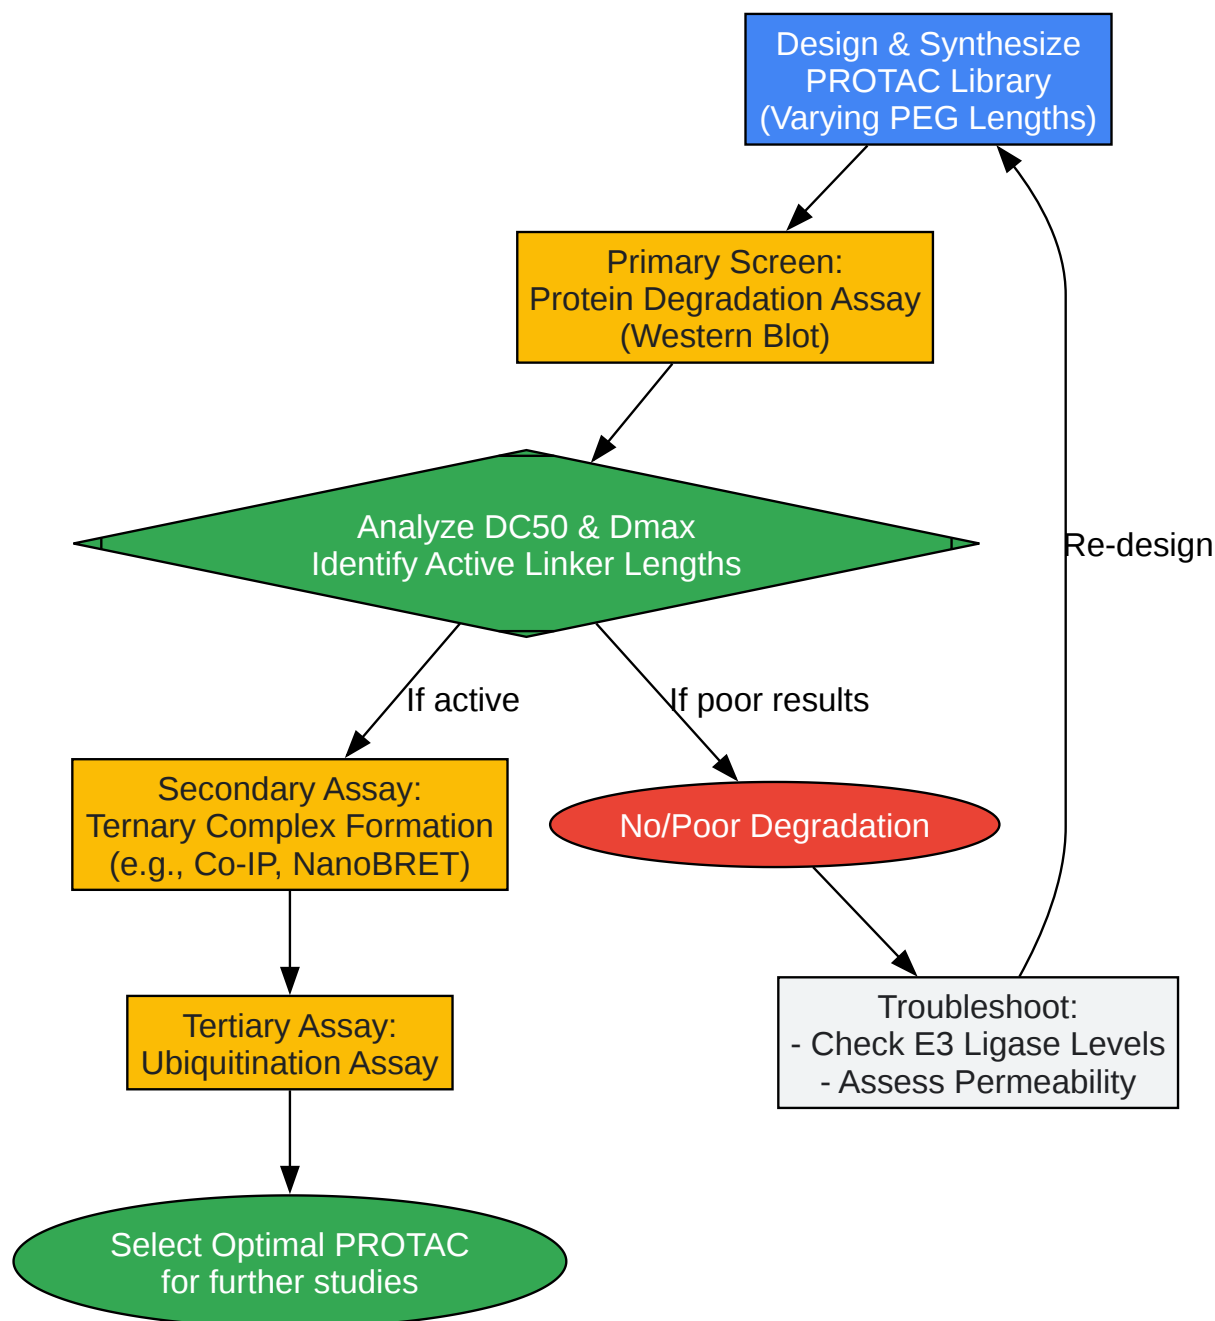 Design & Synthesize
PROTAC Library
(Varying PEG Lengths)
Primary Screen:
Protein Degradation Assay
(Western Blot)
Analyze DC50 & Dmax
Identify Active Linker Lengths
Re-design
If active
If poor results
Secondary Assay:
Ternary Complex Formation
(e.g., Co-IP, NanoBRET)
No/Poor Degradation
Tertiary Assay:
Ubiquitination Assay
Troubleshoot:
- Check E3 Ligase Levels
- Assess Permeability
Select Optimal PROTAC
for further studies